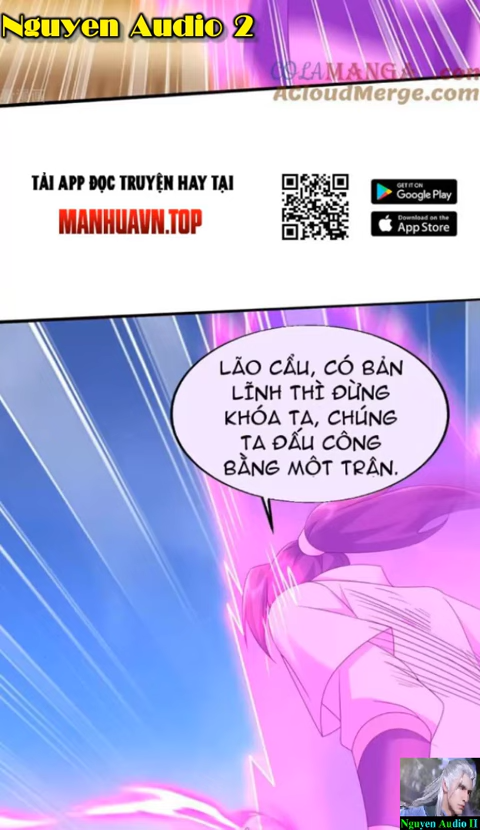 Nguyen Audio 2
COLAMANGA.com
ACloudMerge.com
TẢI APP ĐỌC TRUYỆN HAY TẠI
MANHUAVN.TOP
GET IT ON
Google Play
Download on the
App Store
LÃO CẨU, CÓ BẢN
LĨNH THÌ ĐỪNG
KHÓA TA, CHÚNG
TA ĐẤU CÔNG
BẰNG MỘT TRẬN.
Nguyen Audio II